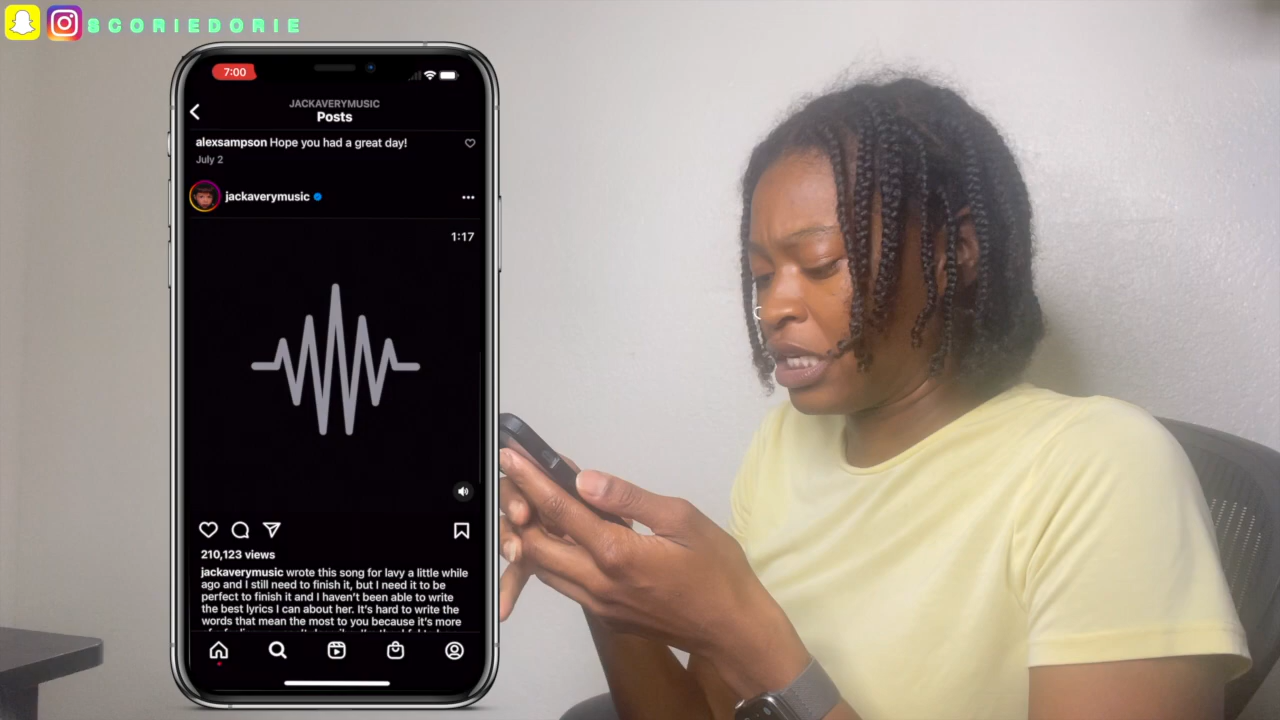 SCORIEDORIE
7:00
JACKAVERYMUSIC
Posts
alexsampson Hope you had a great day!
July 2
jackaverymusic
1:17
210,123 views
jackaverymusic wrote this song for lavy a little while
ago and I still need to finish it, but I need it to be
perfect to finish it and I haven't been able to write
the best lyrics I can about her. It's hard to write the
words that mean the most to you because it's more